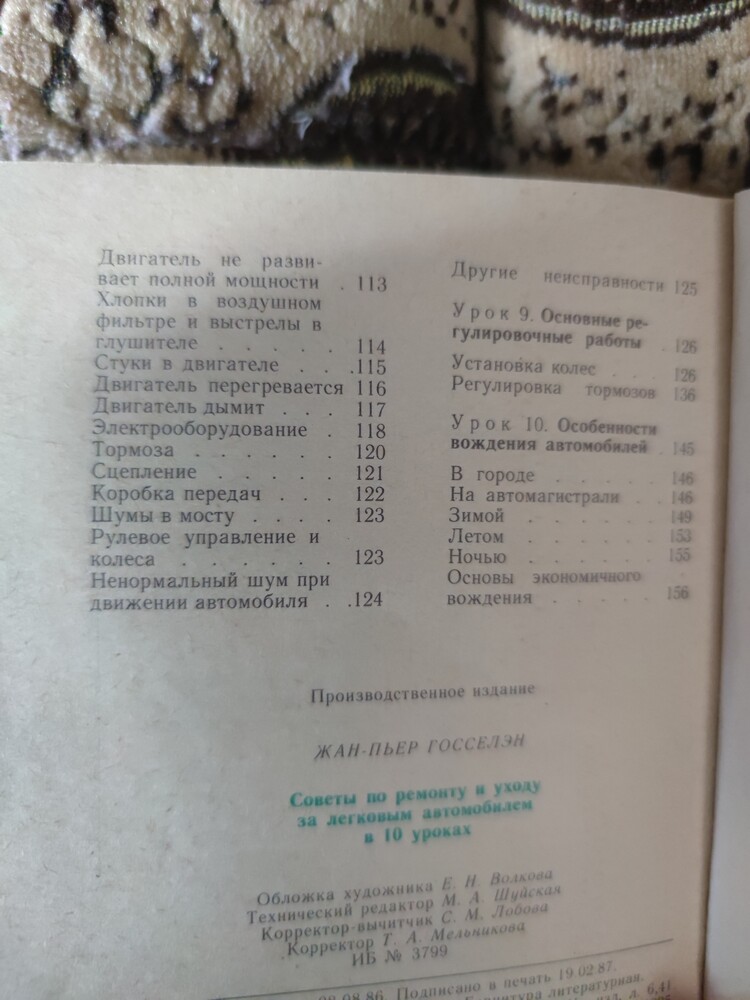 Двигатель не разви-
вает полной мощности . 113
Хлопки в воздушном
фильтре и выстрелы в
глушителе . . . . . 114
Стуки в двигателе . . .115
Двигатель перегревается 116
Двигатель дымит . . . 117
Электрооборудование . 118
Тормоза . . . . . . 120
Сцепление . . . . . 121
Коробка передач . . . 122
Шумы в мосту . . . . 123
Рулевое управление и
колеса . . . . . . 123
Ненормальный шум при
движении автомобиля . .124
Другие неисправности 125
Урок 9. Основные ре-
гулировочные работы . 126
Установка колес . . . 126
Регулировка тормозов 136
Урок 10. Особенности
вождения автомобилей . 145
В городе . . . . . 146
На автомагистрали . . 146
Зимой . . . . . . 149
Летом . . . . . . 153
Ночью . . . . . . 155
Основы экономичного
вождения . . . . . 156
Производственное издание
ЖАН-ПЬЕР ГОССЕЛЭН
Советы по ремонту и уходу
за легковым автомобилем
в 10 уроках
Обложка художника Е. Н. Волкова
Технический редактор М. А. Шуйская
Корректор-вычитчик С. М. Лобова
Корректор Т. А. Мельникова
ИБ № 3799
08.86. Подписано в печать 19.02.87.
литературная.
л. 6,41